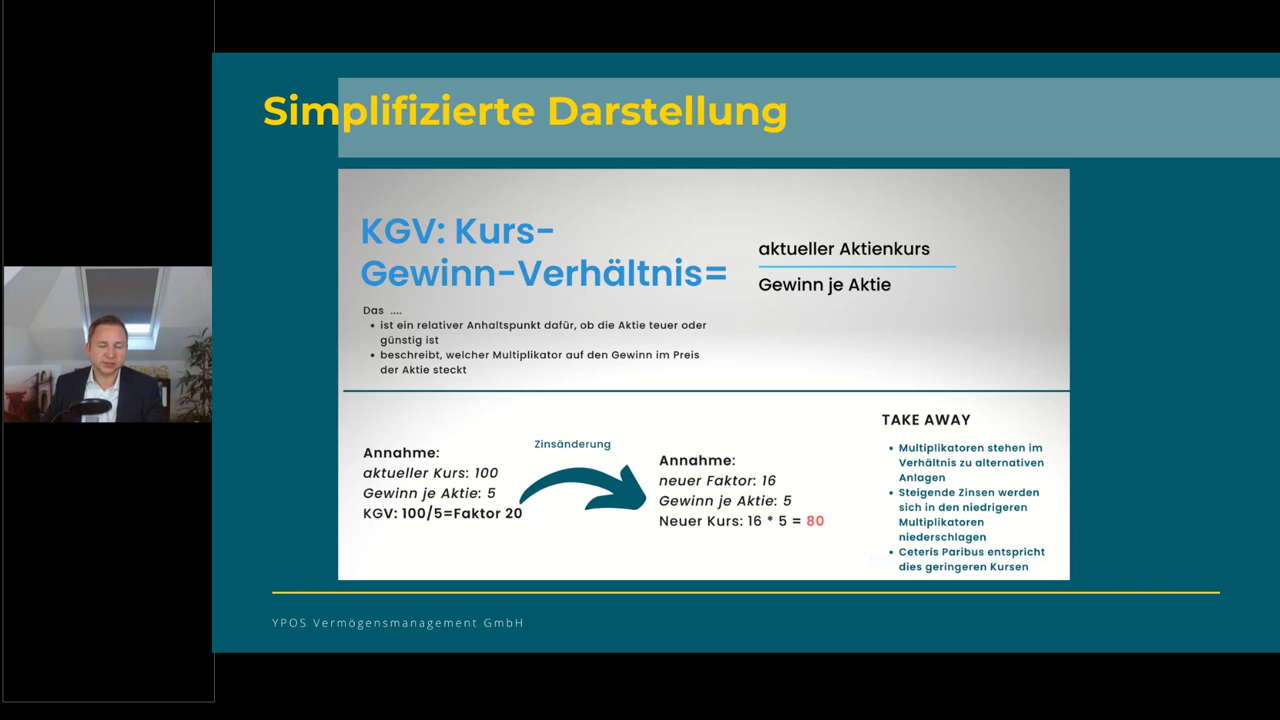 Simplifizierte Darstellung
KGV: Kurs-
Gewinn-Verhältnis=
aktueller Aktienkurs
Gewinn je Aktie
Das ....
• ist ein relativer Anhaltspunkt dafür, ob die Aktie teuer oder
günstig ist
• beschreibt, welcher Multiplikator auf den Gewinn im Preis
der Aktie steckt
Annahme:
aktueller Kurs: 100
Gewinn je Aktie: 5
KGV: 100/5=Faktor 20
Zinsänderung
Annahme:
neuer Faktor: 16
Gewinn je Aktie: 5
Neuer Kurs: 16 * 5 = 80
TAKE AWAY
• Multiplikatoren stehen im
Verhältnis zu alternativen
Anlagen
• Steigende Zinsen werden
sich in den niedrigeren
Multiplikatoren
niederschlagen
• Ceteris Paribus entspricht
dies geringeren Kursen
YPOS Vermögensmanagement GmbH